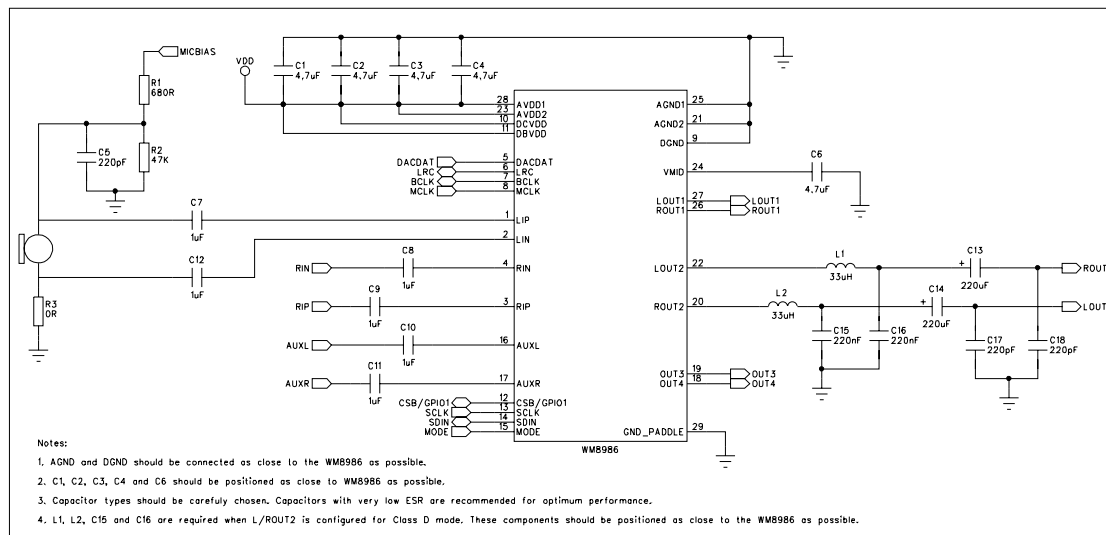 MICBIAS
R1
680R
C5
220pF
R2
47K
VDD
C1
4,7uF
C2
4,7uF
C3
4,7uF
C4
4,7uF
28 AVDD1
23 AVDD2
10 DCVDD
11 DBVDD
DACDAT 5 DACDAT
LRC 6 LRC
BCLK 7 BCLK
MCLK 8 MCLK
C7
1uF
1 LIP
2 LIN
C12
1uF
R3
0R
RIN
C8
1uF
4 RIN
RIP
C9
1uF
3 RIP
AUXL
C10
1uF
16 AUXL
AUXR
C11
1uF
17 AUXR
CSB/GPIO1 12 CSB/GPIO1
SCLK 13 SCLK
SDIN 14 SDIN
MODE 15 MODE
WM8986
AGND1 25
AGND2 21
DGND 9
VMID 24
C6
4,7uF
LOUT1 27 LOUT1
ROUT1 26 ROUT1
LOUT2 22
L1
33uH
ROUT2 20
L2
33uH
+ C13
220uF
ROUT
+ C14
220uF
LOUT
C15
220nF
C16
220nF
C17
220pF
C18
220pF
OUT3 19 OUT3
OUT4 18 OUT4
GND_PADDLE 29
Notes:
1, AGND and DGND should be connected as close to the WM8986 as possible,
2, C1, C2, C3, C4 and C6 should be positioned as close to WM8986 as possible,
3, Capacitor types should be carefuly chosen, Capacitors with very low ESR are recommended for optimum performance,
4, L1, L2, C15 and C16 are required when L/ROUT2 is configured for Class D mode, These components should be positioned as close to the WM8986 as possible,